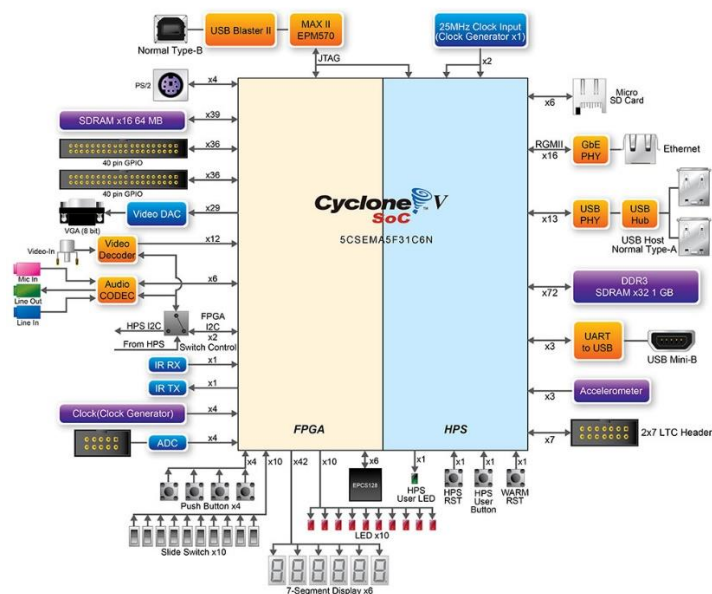 Normal Type-B
USB Blaster II
MAX II
EPM570
25MHz Clock Input
(Clock Generator x1)
JTAG
x2
PS/2
x4
SDRAM x16 64 MB
x39
40 pin GPIO
x36
40 pin GPIO
x36
VGA (8 bit)
Video DAC
x29
Video-In
Video
Decoder
x12
Mic In
Line Out
Line In
Audio
CODEC
x6
HPS I2C
FPGA
I2C
x2
From HPS
Switch Control
IR RX
x1
IR TX
x1
Clock(Clock Generator)
x4
ADC
x4
Cyclone V
SoC
5CSEMA5F31C6N
FPGA
HPS
x6
Micro
SD Card
RGMII
x16
GbE
PHY
Ethernet
x13
USB
PHY
USB
Hub
USB Host
Normal Type-A
x72
DDR3
SDRAM x32 1 GB
x3
UART
to USB
USB Mini-B
x3
Accelerometer
x7
2x7 LTC Header
x4
x10
x42
x10
x6
x1
x1
x1
x1
Push Button x4
Slide Switch x10
7-Segment Display x6
LED x10
EPCS128
HPS
User LED
HPS
RST
HPS
User
Button
WARM
RST